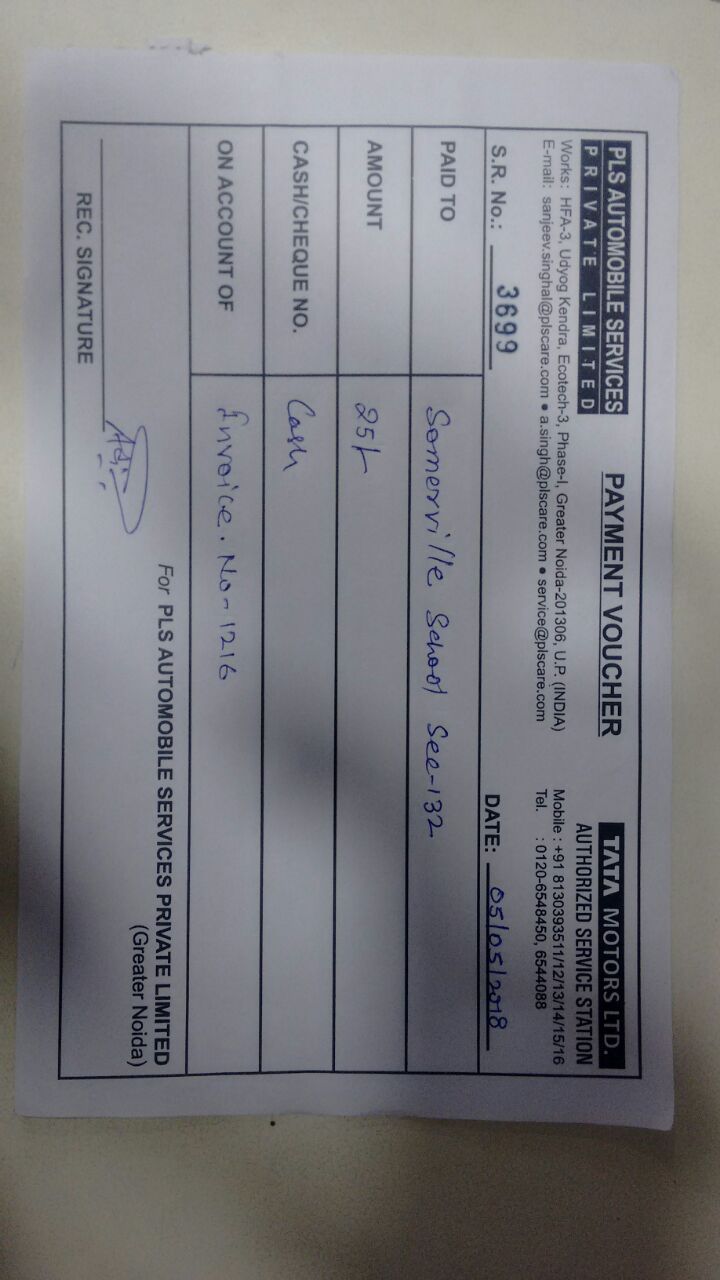 PLS AUTOMOBILE SERVICES
PRIVATE LIMITED
PAYMENT VOUCHER
TATA MOTORS LTD.
AUTHORIZED SERVICE STATION
Works: HFA-3, Udyog Kendra, Ecotech-3, Phase-I, Greater Noida-201306, U.P. (INDIA)
Mobile : +91 8130393511/12/13/14/15/16
E-mail: sanjeev.singhal@plscare.com • a.singh@plscare.com • service@plscare.com
Tel. : 0120-6548450, 6544088
S.R. No.: 3699
DATE: 05/05/2018
PAID TO Somerville School Sec-132
AMOUNT 25/-
CASH/CHEQUE NO. Cash
ON ACCOUNT OF Invoice. No-1216
For PLS AUTOMOBILE SERVICES PRIVATE LIMITED
(Greater Noida)
REC. SIGNATURE